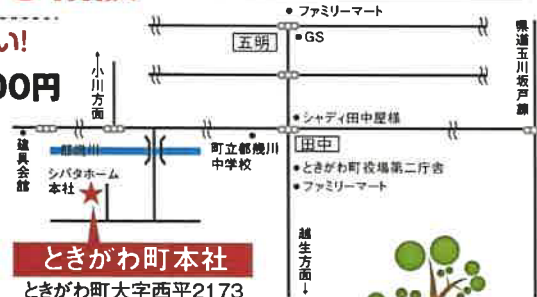 ファミリーマート
い!
五明
GS
00円
小川方面
県道玉川坂戸線
シャディ田中屋様
建具会館
都幾川
町立都幾川
中学校
田中
シバタホーム
本社
ときがわ町役場第二庁舎
ファミリーマート
越生方面
ときがわ町本社
ときがわ町大字西平2173